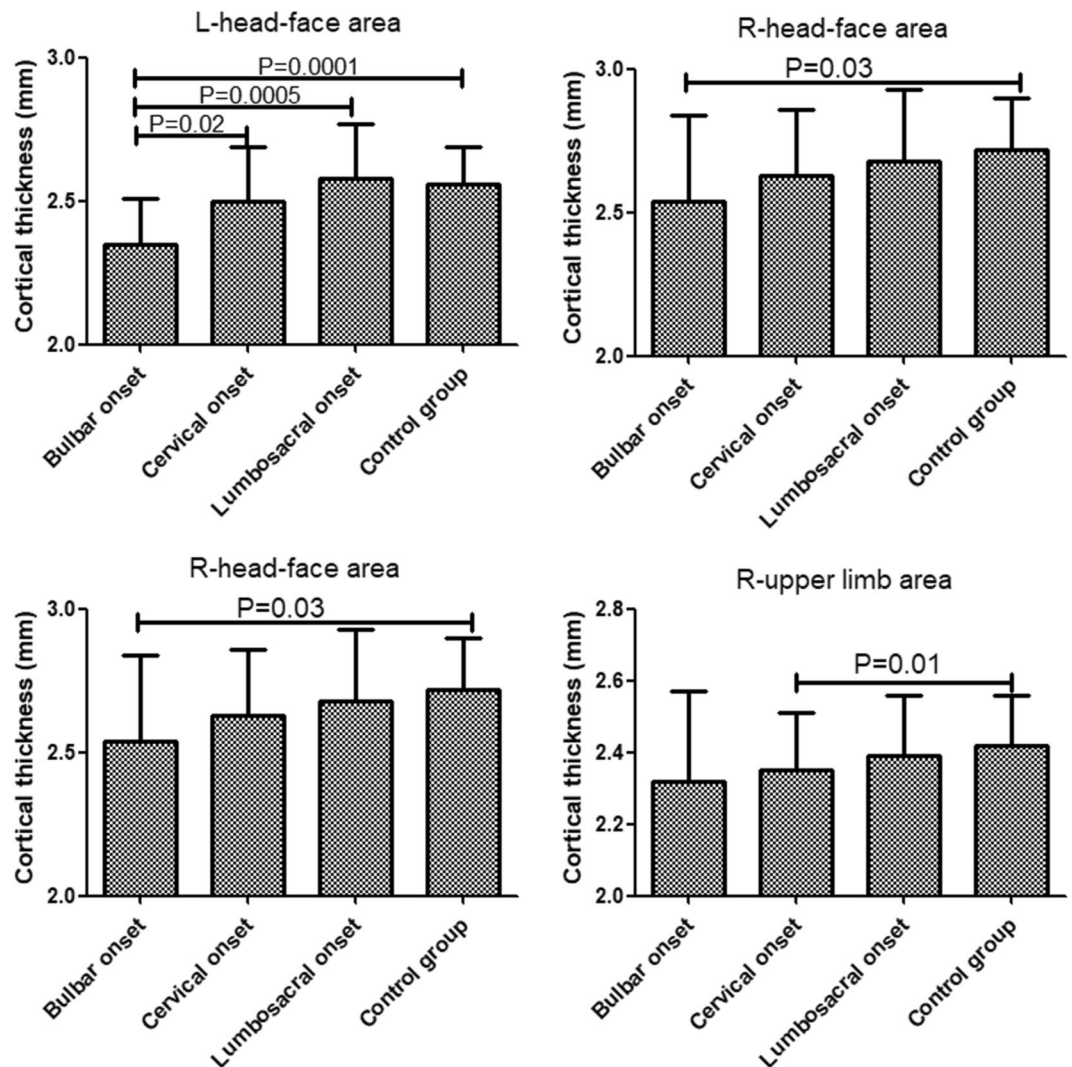 L-head-face area
Cortical thickness (mm)
3.0
2.5
2.0
P=0.0001
P=0.0005
P=0.02
Bulbar onset
Cervical onset
Lumbosacral onset
Control group
R-head-face area
Cortical thickness (mm)
3.0
2.5
2.0
P=0.03
Bulbar onset
Cervical onset
Lumbosacral onset
Control group
R-head-face area
Cortical thickness (mm)
3.0
2.5
2.0
P=0.03
Bulbar onset
Cervical onset
Lumbosacral onset
Control group
R-upper limb area
Cortical thickness (mm)
2.8
2.6
2.4
2.2
2.0
P=0.01
Bulbar onset
Cervical onset
Lumbosacral onset
Control group